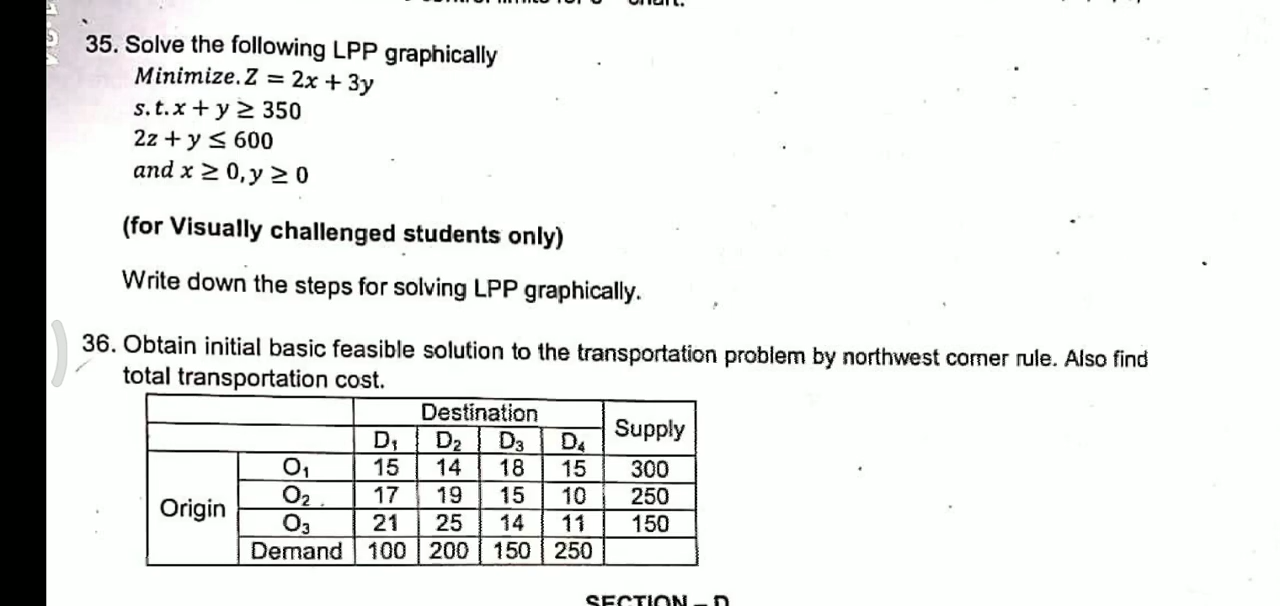 35. Solve the following LPP graphically
Minimize. Z = 2x + 3y
s. t. x + y ≥ 350
2z + y ≤ 600
and x ≥ 0, y ≥ 0
(for Visually challenged students only)
Write down the steps for solving LPP graphically.
36. Obtain initial basic feasible solution to the transportation problem by northwest corner rule. Also find
total transportation cost.
Destination Supply
D₁ D₂ D₃ D₄
Origin O₁ 15 14 18 15 300
O₂ 17 19 15 10 250
O₃ 21 25 14 11 150
Demand 100 200 150 250
SECTION – D